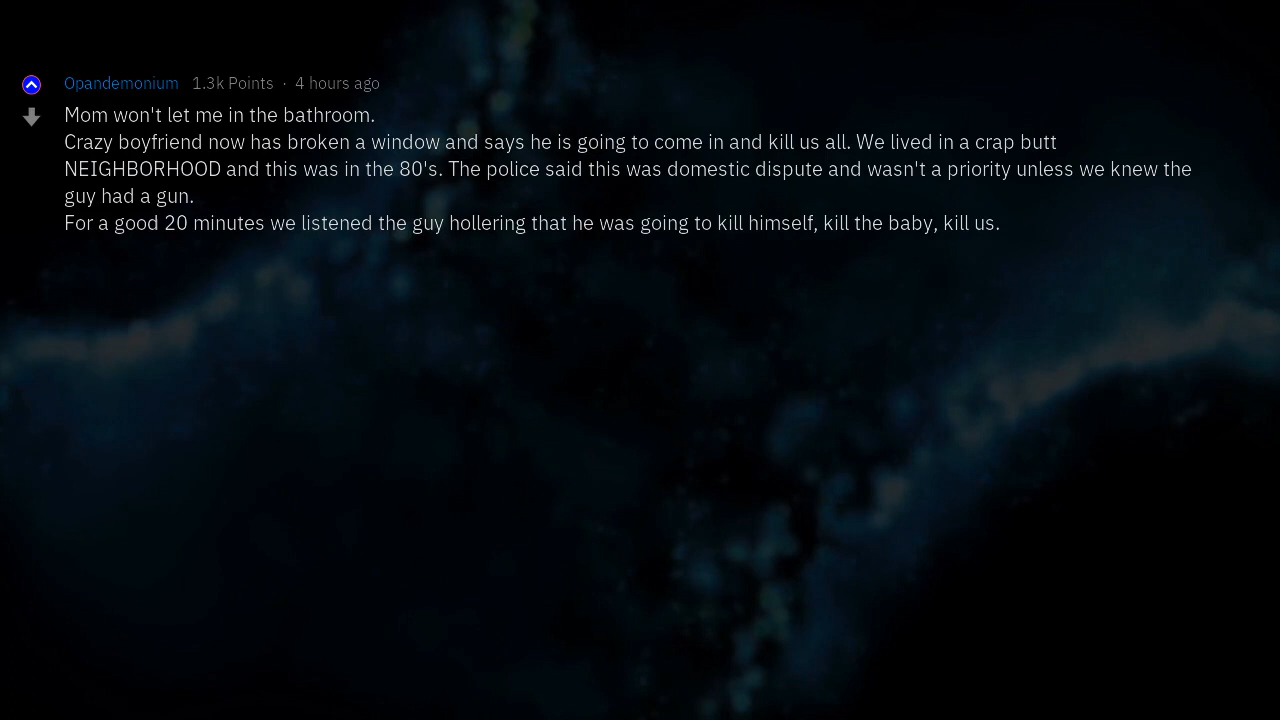 Opandemonium 1.3k Points · 4 hours ago
Mom won't let me in the bathroom.
Crazy boyfriend now has broken a window and says he is going to come in and kill us all. We lived in a crap butt
NEIGHBORHOOD and this was in the 80's. The police said this was domestic dispute and wasn't a priority unless we knew the
guy had a gun.
For a good 20 minutes we listened the guy hollering that he was going to kill himself, kill the baby, kill us.